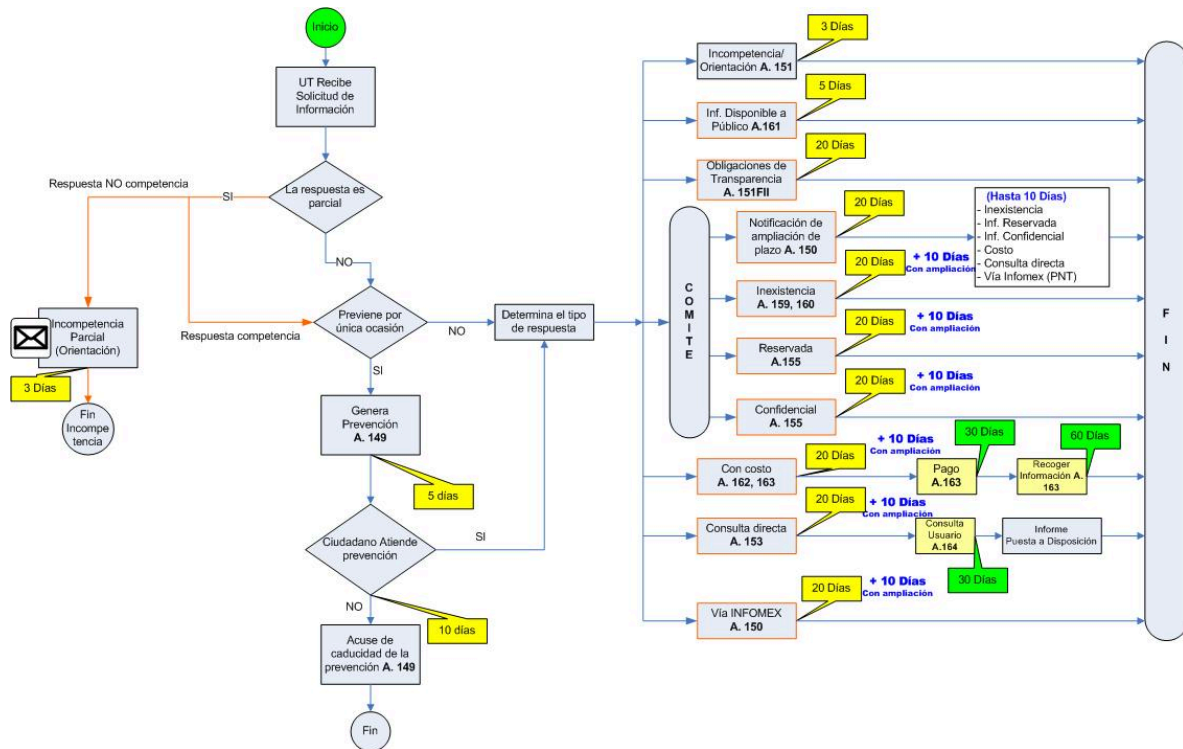 Inicio
UT Recibe
Solicitud de
Información
La respuesta es
parcial
SI
Respuesta NO competencia
NO
Respuesta competencia
Incompetencia
Parcial
(Orientación)
3 Días
Fin
Incompe
tencia
Previene por
única ocasión
NO
SI
Genera
Prevención
A. 149
5 días
Ciudadano Atiende
prevención
SI
NO
10 días
Acuse de
caducidad de la
prevención A. 149
Fin
Determina el tipo
de respuesta
COMITE
Incompetencia/
Orientación A. 151
3 Días
Inf. Disponible a
Público A.161
5 Días
Obligaciones de
Transparencia
A. 151FII
20 Días
Notificación de
ampliación de
plazo A. 150
20 Días
(Hasta 10 Días)
- Inexistencia
- Inf. Reservada
- Inf. Confidencial
- Costo
- Consulta directa
- Vía Infomex (PNT)
Inexistencia
A. 159, 160
20 Días
+ 10 Días
Con ampliación
Reservada
A.155
20 Días
+ 10 Días
Con ampliación
Confidencial
A. 155
20 Días
+ 10 Días
Con ampliación
Con costo
A. 162, 163
20 Días
+ 10 Días
Con ampliación
Pago
A.163
30 Días
Recoger
Información A.
163
60 Días
Consulta directa
A. 153
20 Días
+ 10 Días
Con ampliación
Consulta
Usuario
A.164
30 Días
Informe
Puesta a Disposición
Vía INFOMEX
A. 150
20 Días
+ 10 Días
Con ampliación
FIN